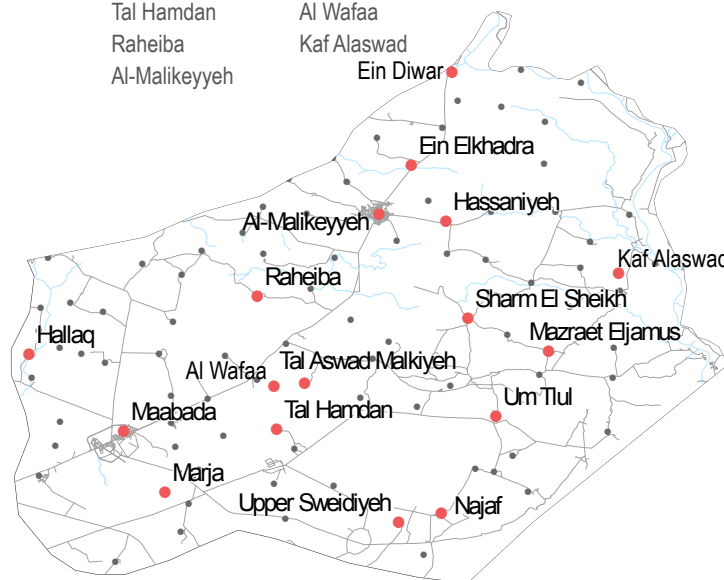 Tal Hamdan
Al Wafaa
Raheiba
Kaf Alaswad
Al-Malikeyyeh
Ein Diwar
Ein Elkhadra
Hassaniyeh
Al-Malikeyyeh
Kaf Alaswad
Raheiba
Sharm El Sheikh
Mazraet Eljamus
Hallaq
Al Wafaa
Tal Aswad Malkiyeh
Um Tlul
Maabada
Tal Hamdan
Marja
Upper Sweidiyeh
Najaf